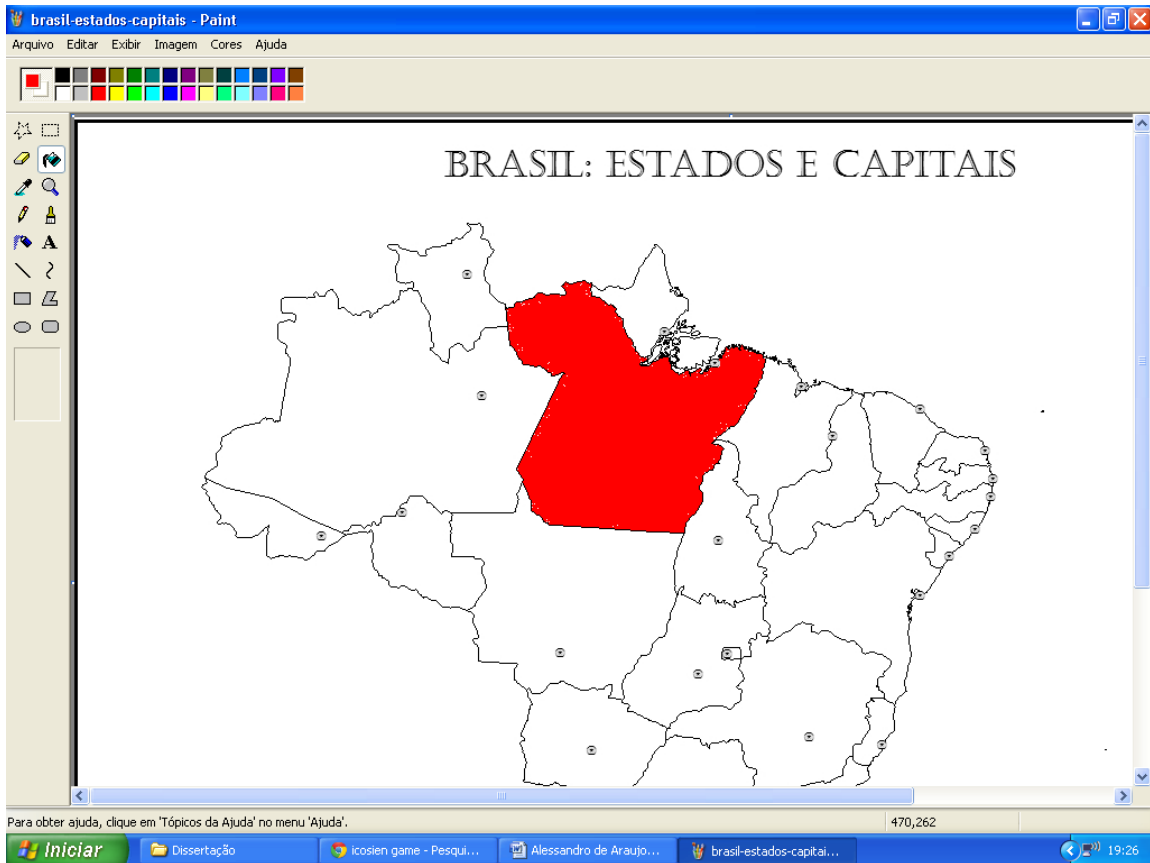 brasil-estados-capitais - Paint
Arquivo Editar Exibir Imagem Cores Ajuda
BRASIL: ESTADOS E CAPITAIS
A
Para obter ajuda, clique em 'Tópicos da Ajuda' no menu 'Ajuda'.
470,262
Iniciar
Dissertação
icosien game - Pesqui...
Alessandro de Araujo...
brasil-estados-capitai...
19:26